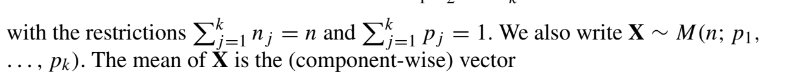 with the restrictions ∑_{j=1}^{k} n_j = n and ∑_{j=1}^{k} p_j = 1. We also write **X** ∼ M(n; p_1,
..., p_k). The mean of **X** is the (component-wise) vector